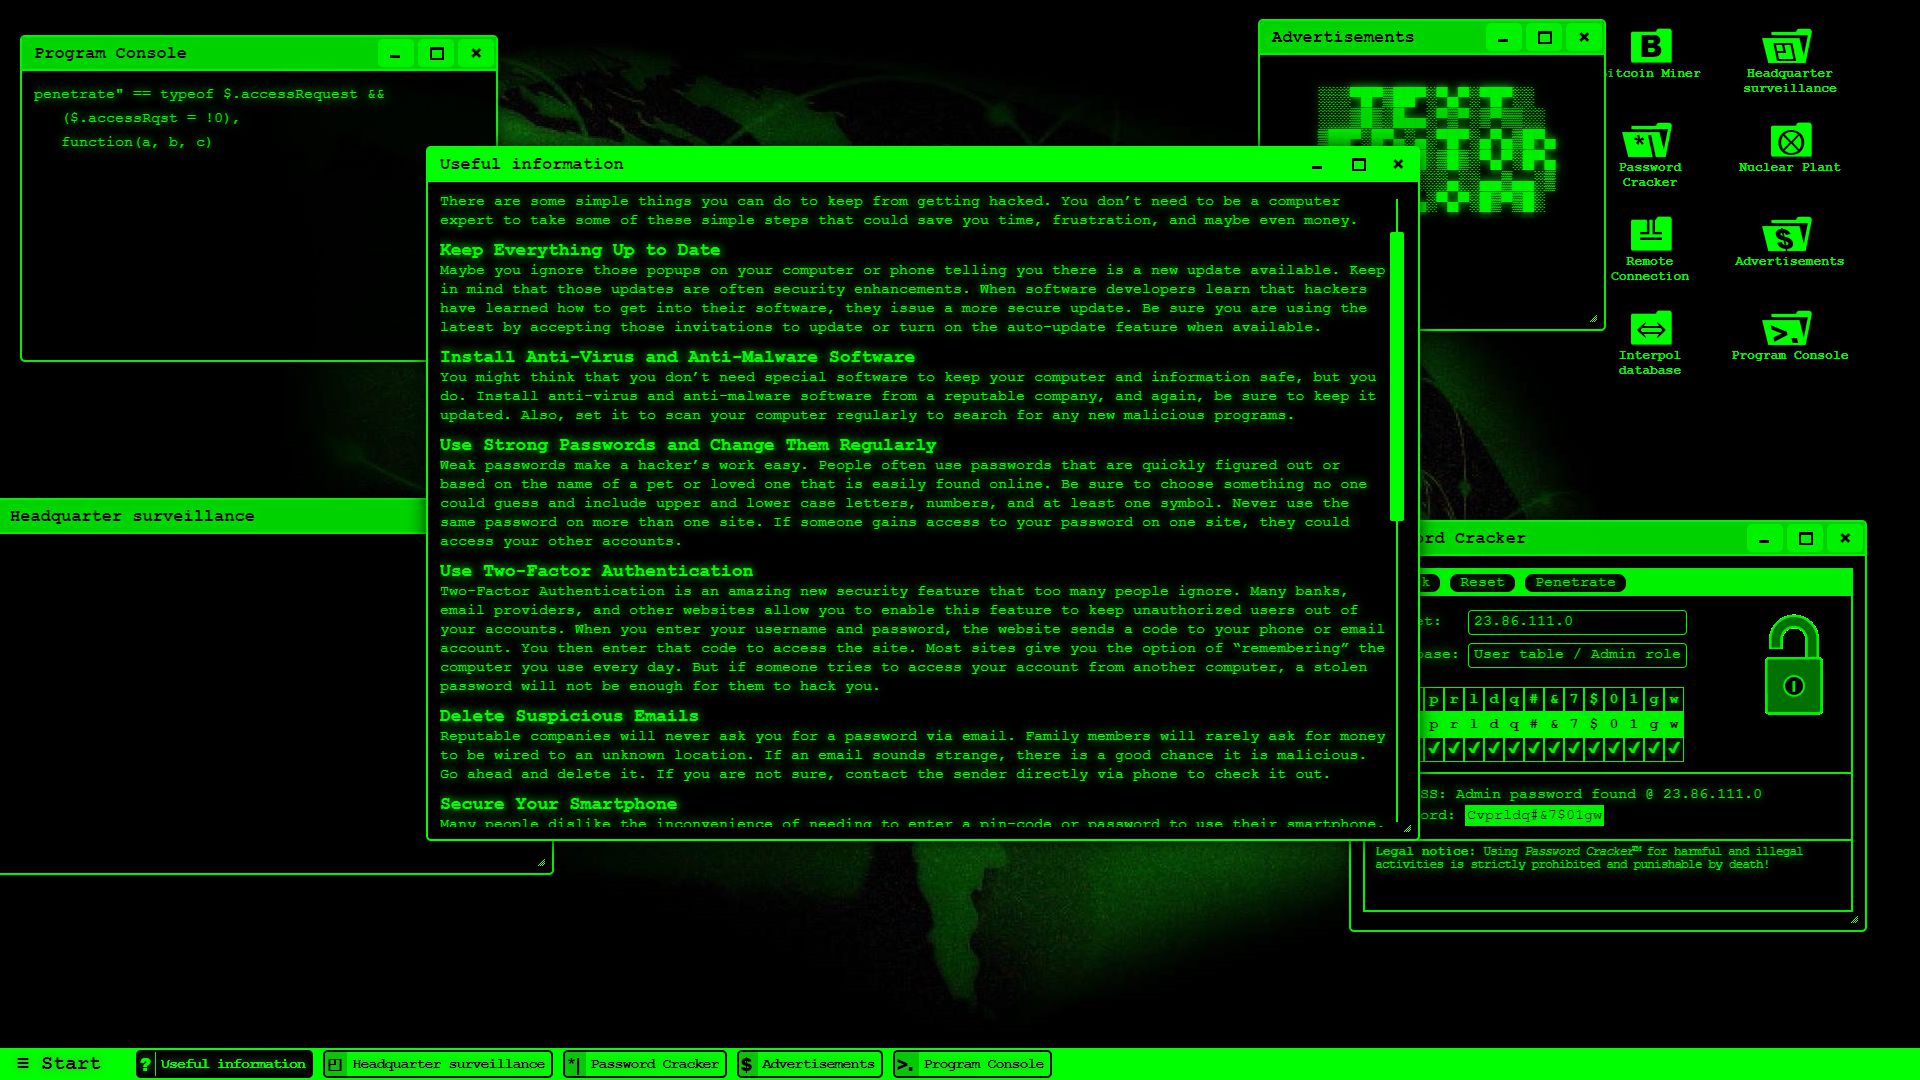 Program Console
penetrate" == typeof $.accessRequest &&
($.accessRqst = !0),
function(a, b, c)
Advertisements
Bitcoin Miner
Headquarter
surveillance
Password
Cracker
Nuclear Plant
Remote
Connection
Advertisements
Interpol
database
Program Console
Useful information
There are some simple things you can do to keep from getting hacked. You don’t need to be a computer
expert to take some of these simple steps that could save you time, frustration, and maybe even money.
Keep Everything Up to Date
Maybe you ignore those popups on your computer or phone telling you there is a new update available. Keep
in mind that those updates are often security enhancements. When software developers learn that hackers
have learned how to get into their software, they issue a more secure update. Be sure you are using the
latest by accepting those invitations to update or turn on the auto-update feature when available.
Install Anti-Virus and Anti-Malware Software
You might think that you don’t need special software to keep your computer and information safe, but you
do. Install anti-virus and anti-malware software from a reputable company, and again, be sure to keep it
updated. Also, set it to scan your computer regularly to search for any new malicious programs.
Use Strong Passwords and Change Them Regularly
Weak passwords make a hacker’s work easy. People often use passwords that are quickly figured out or
based on the name of a pet or loved one that is easily found online. Be sure to choose something no one
could guess and include upper and lower case letters, numbers, and at least one symbol. Never use the
same password on more than one site. If someone gains access to your password on one site, they could
access your other accounts.
Use Two-Factor Authentication
Two-Factor Authentication is an amazing new security feature that too many people ignore. Many banks,
email providers, and other websites allow you to enable this feature to keep unauthorized users out of
your accounts. When you enter your username and password, the website sends a code to your phone or email
account. You then enter that code to access the site. Most sites give you the option of “remembering” the
computer you use every day. But if someone tries to access your account from another computer, a stolen
password will not be enough for them to hack you.
Delete Suspicious Emails
Reputable companies will never ask you for a password via email. Family members will rarely ask for money
to be wired to an unknown location. If an email sounds strange, there is a good chance it is malicious.
Go ahead and delete it. If you are not sure, contact the sender directly via phone to check it out.
Secure Your Smartphone
Many people dislike the inconvenience of needing to enter a pin-code or password to use their smartphone.
Headquarter surveillance
ord Cracker
k Reset Penetrate
et: 23.86.111.0
base: User table / Admin role
p r l d q # & 7 $ 0 1 g w
p r l d q # & 7 $ 0 1 g w
SS: Admin password found @ 23.86.111.0
ord: Cvprldq#&7$01gw
Legal notice: Using Password Cracker™ for harmful and illegal
activities is strictly prohibited and punishable by death!
≡ Start ? Useful information Headquarter surveillance *| Password Cracker $ Advertisements >. Program Console